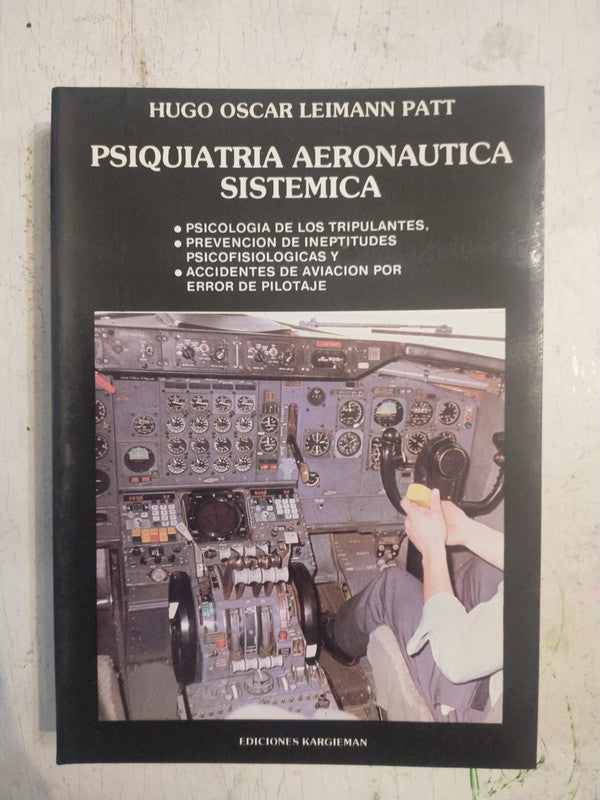 HUGO OSCAR LEIMANN PATT
PSIQUIATRIA AERONAUTICA
SISTEMICA
● PSICOLOGIA DE LOS TRIPULANTES,
● PREVENCION DE INEPTITUDES
PSICOFISIOLOGICAS Y
● ACCIDENTES DE AVIACION POR
ERROR DE PILOTAJE
EDICIONES KARGIEMAN